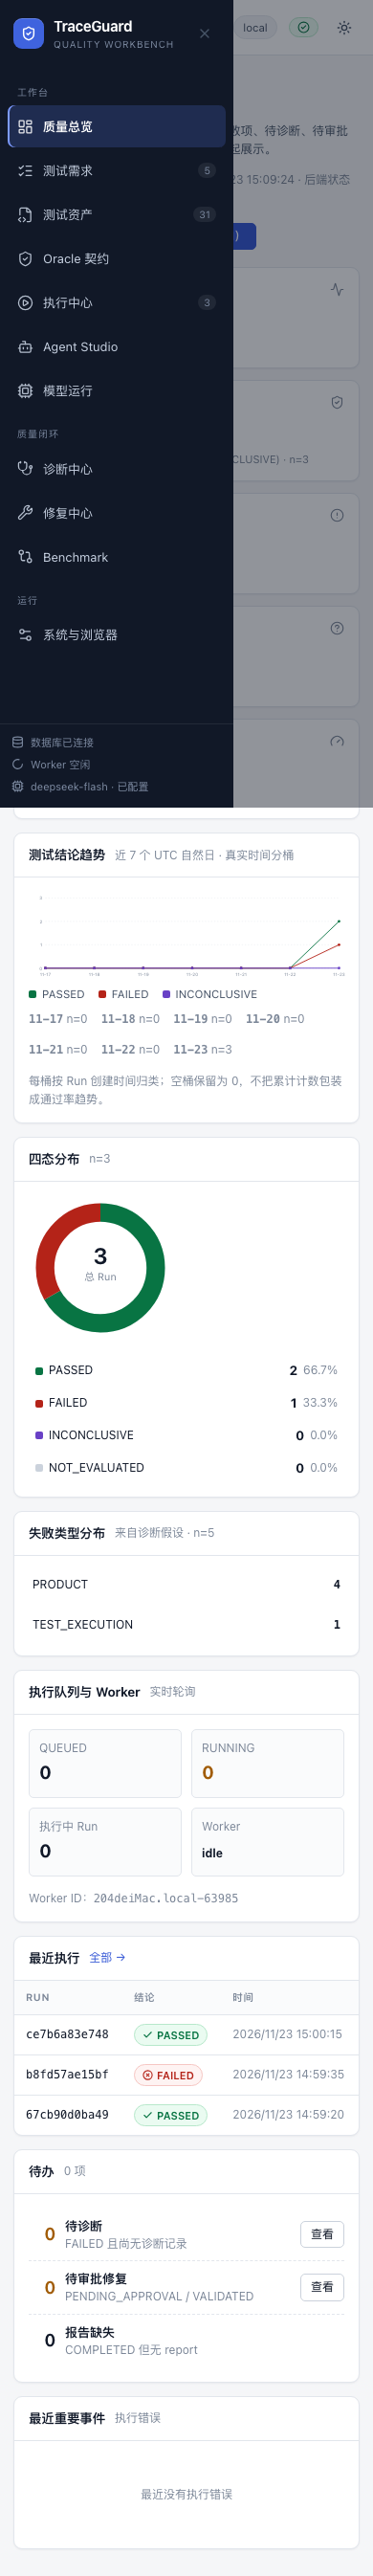 TraceGuard
QUALITY WORKBENCH
local
工作台
质量总览
测试需求 5
测试资产 31
Oracle 契约
执行中心 3
Agent Studio
模型运行
质量闭环
诊断中心
修复中心
Benchmark
运行
系统与浏览器
数据库已连接
Worker 空闲
deepseek-flash · 已配置
败项、待诊断、待审批
起展示。
23 15:09:24 · 后端状态
)
CLUSIVE) · n=3
测试结论趋势 近 7 个 UTC 自然日 · 真实时间分桶
PASSED FAILED INCONCLUSIVE
11-17 n=0 11-18 n=0 11-19 n=0 11-20 n=0
11-21 n=0 11-22 n=0 11-23 n=3
每桶按 Run 创建时间归类；空桶保留为 0，不把累计计数包装
成通过率趋势。
四态分布 n=3
3
总 Run
PASSED 2 66.7%
FAILED 1 33.3%
INCONCLUSIVE 0 0.0%
NOT_EVALUATED 0 0.0%
失败类型分布 来自诊断假设 · n=5
PRODUCT 4
TEST_EXECUTION 1
执行队列与 Worker 实时轮询
QUEUED
0
RUNNING
0
执行中 Run
0
Worker
idle
Worker ID: 204deiMac.local-63985
最近执行 全部 →
RUN 结论 时间
ce7b6a83e748 PASSED 2026/11/23 15:00:15
b8fd57ae15bf FAILED 2026/11/23 14:59:35
67cb90d0ba49 PASSED 2026/11/23 14:59:20
待办 0 项
0 待诊断
FAILED 且尚无诊断记录
查看
0 待审批修复
PENDING_APPROVAL / VALIDATED
查看
0 报告缺失
COMPLETED 但无 report
最近重要事件 执行错误
最近没有执行错误